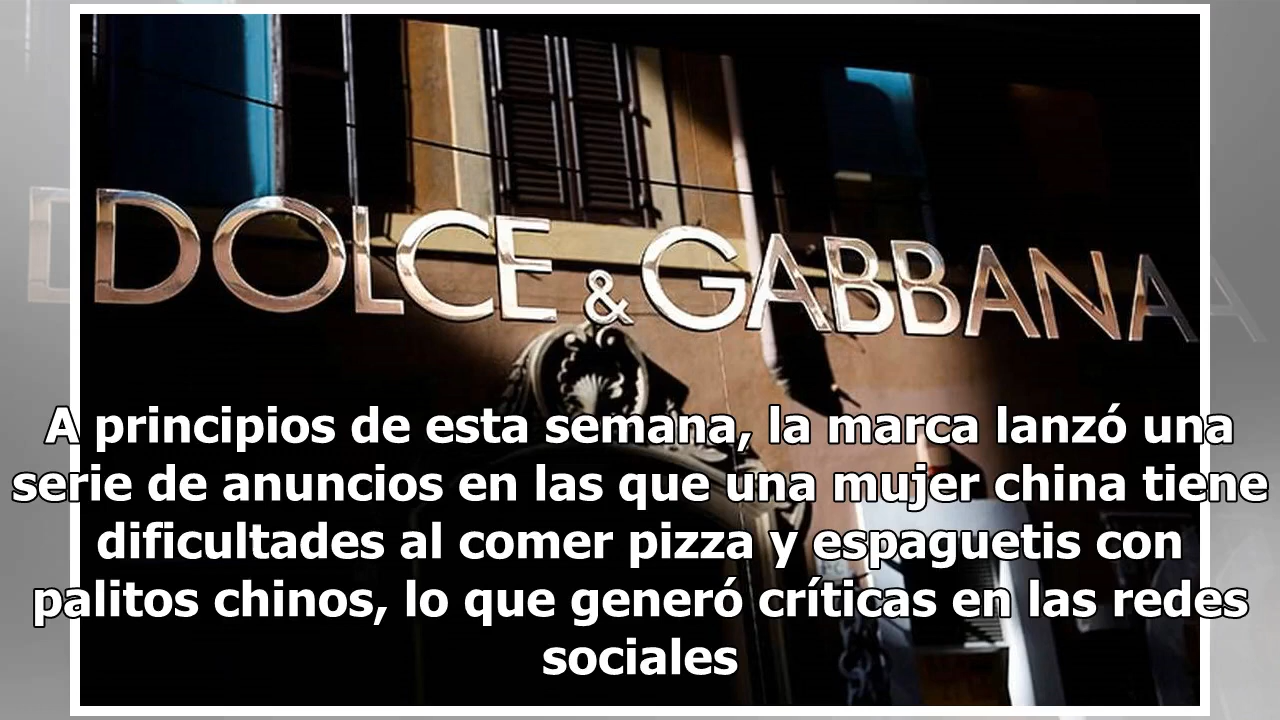 DOLCE & GABBANA
A principios de esta semana, la marca lanzó una
serie de anuncios en las que una mujer china tiene
dificultades al comer pizza y espaguetis con
palitos chinos, lo que generó críticas en las redes
sociales